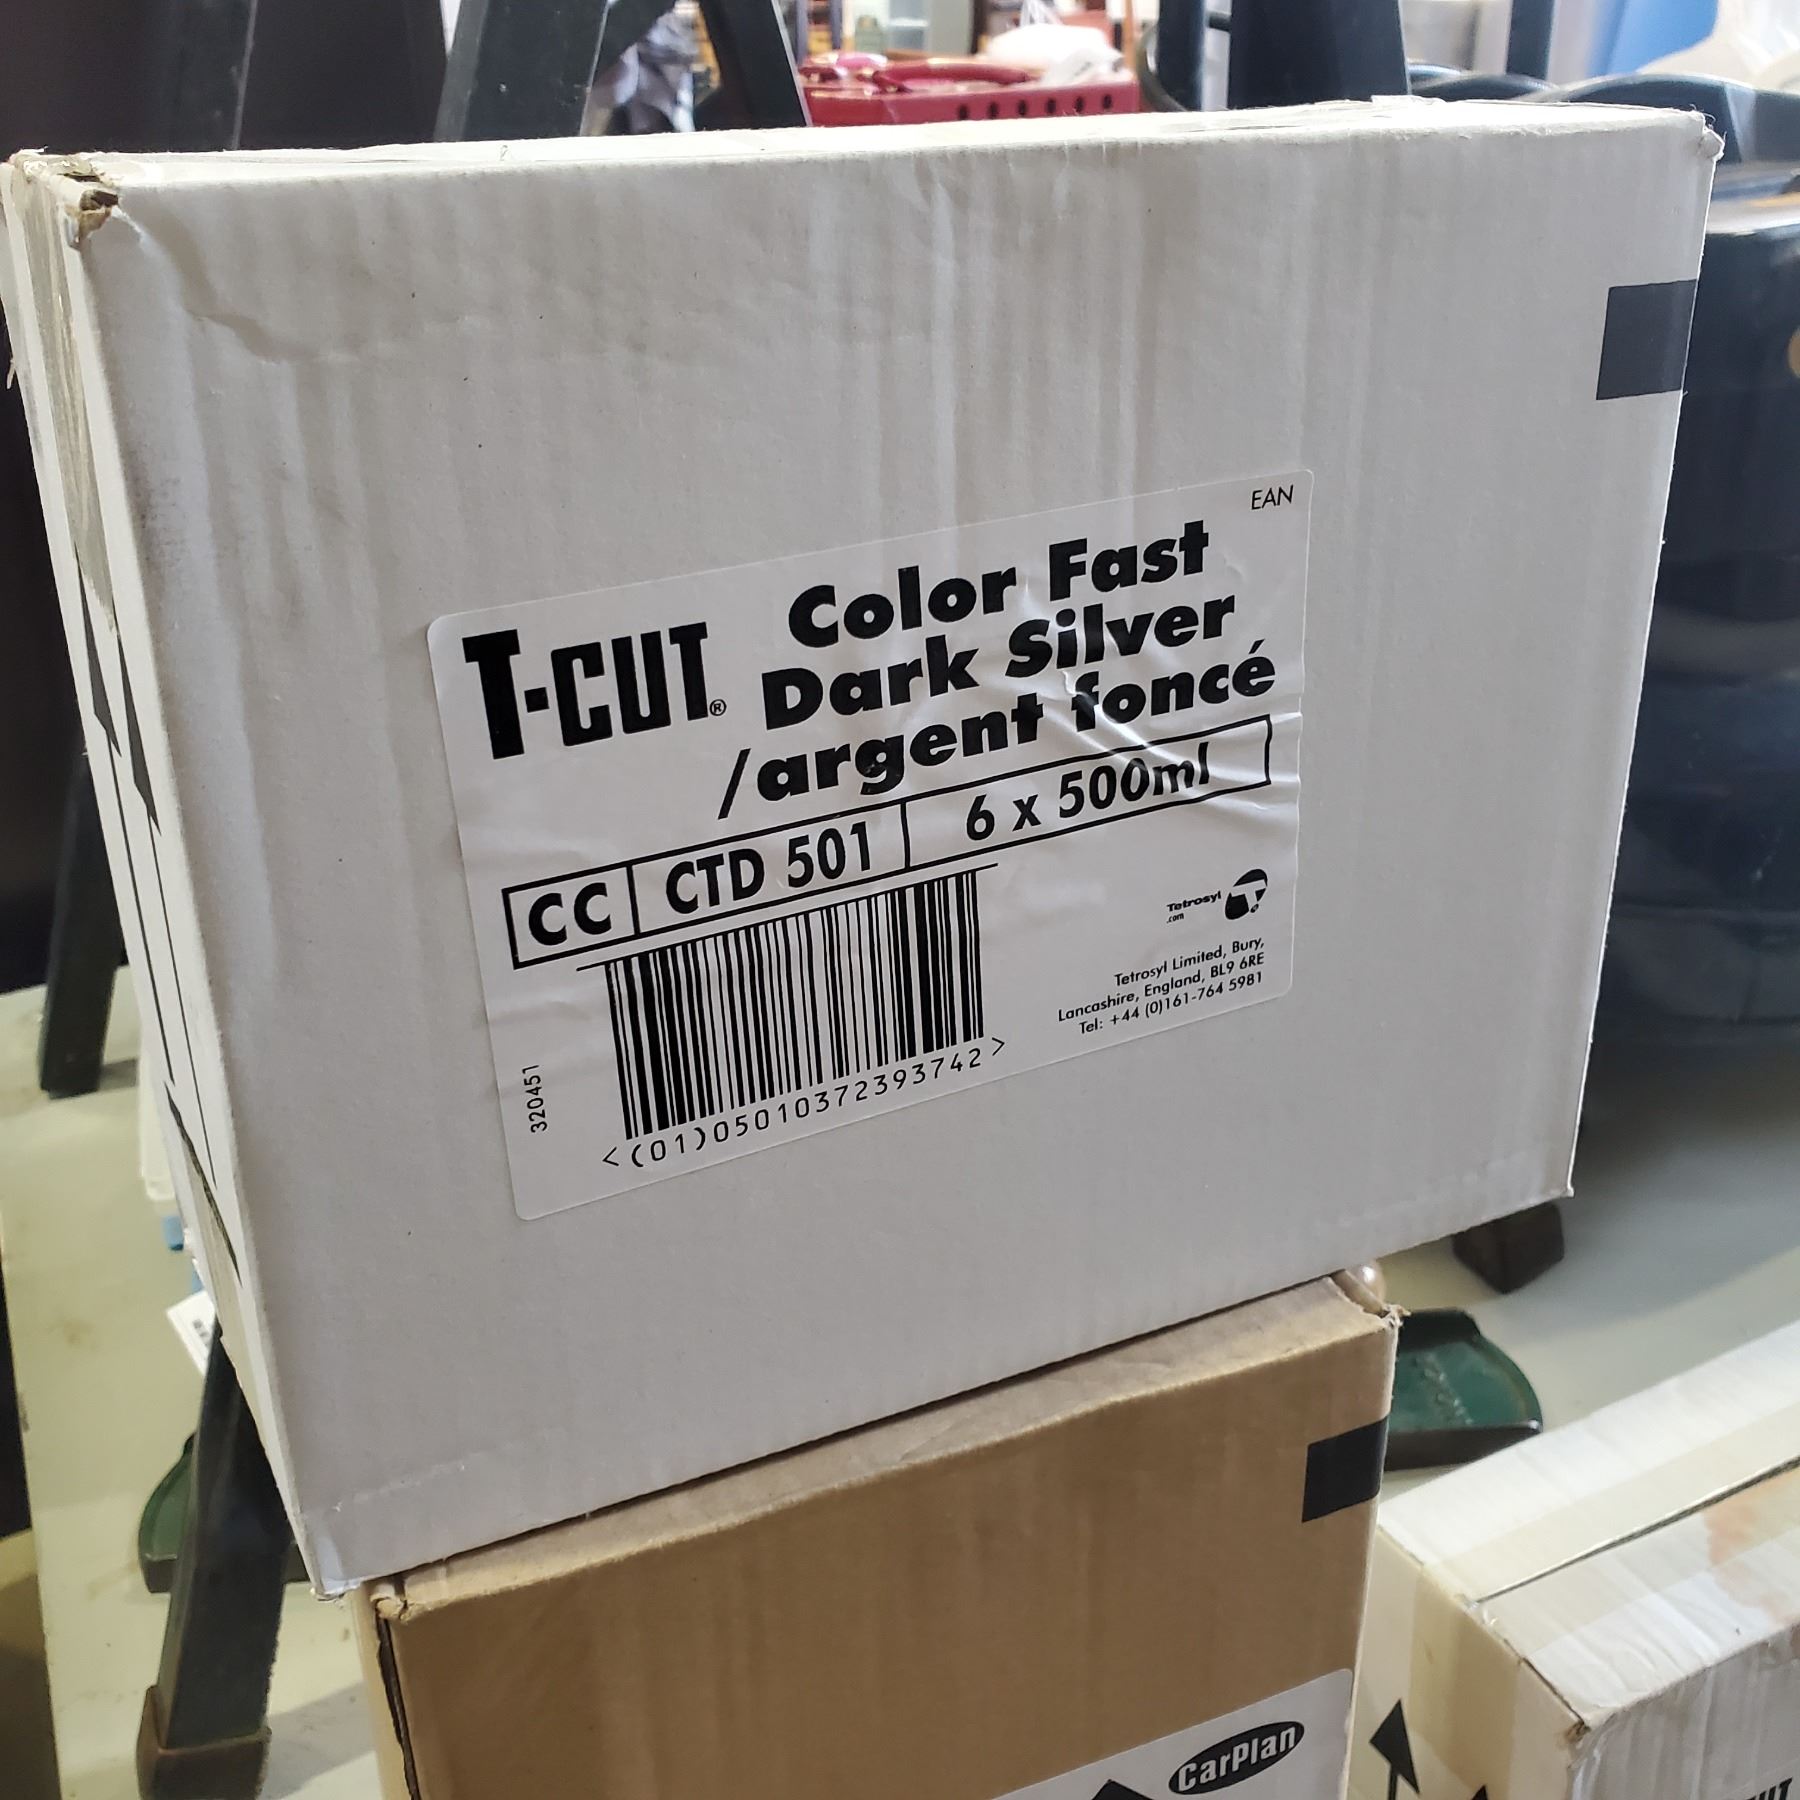 EAN
T-CUT®
Color Fast
Dark Silver
/argent foncé
CC CTD 501 6 x 500ml
Tetrosyl
.com
Tetrosyl Limited, Bury,
Lancashire, England, BL9 6RE
Tel: +44 (0)161-764 5981
320451
<(01)05010372393742>
CarPlan